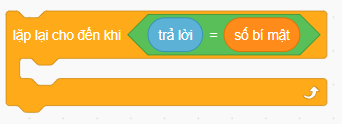 lặp lại cho đến khi trả lời = số bí mật